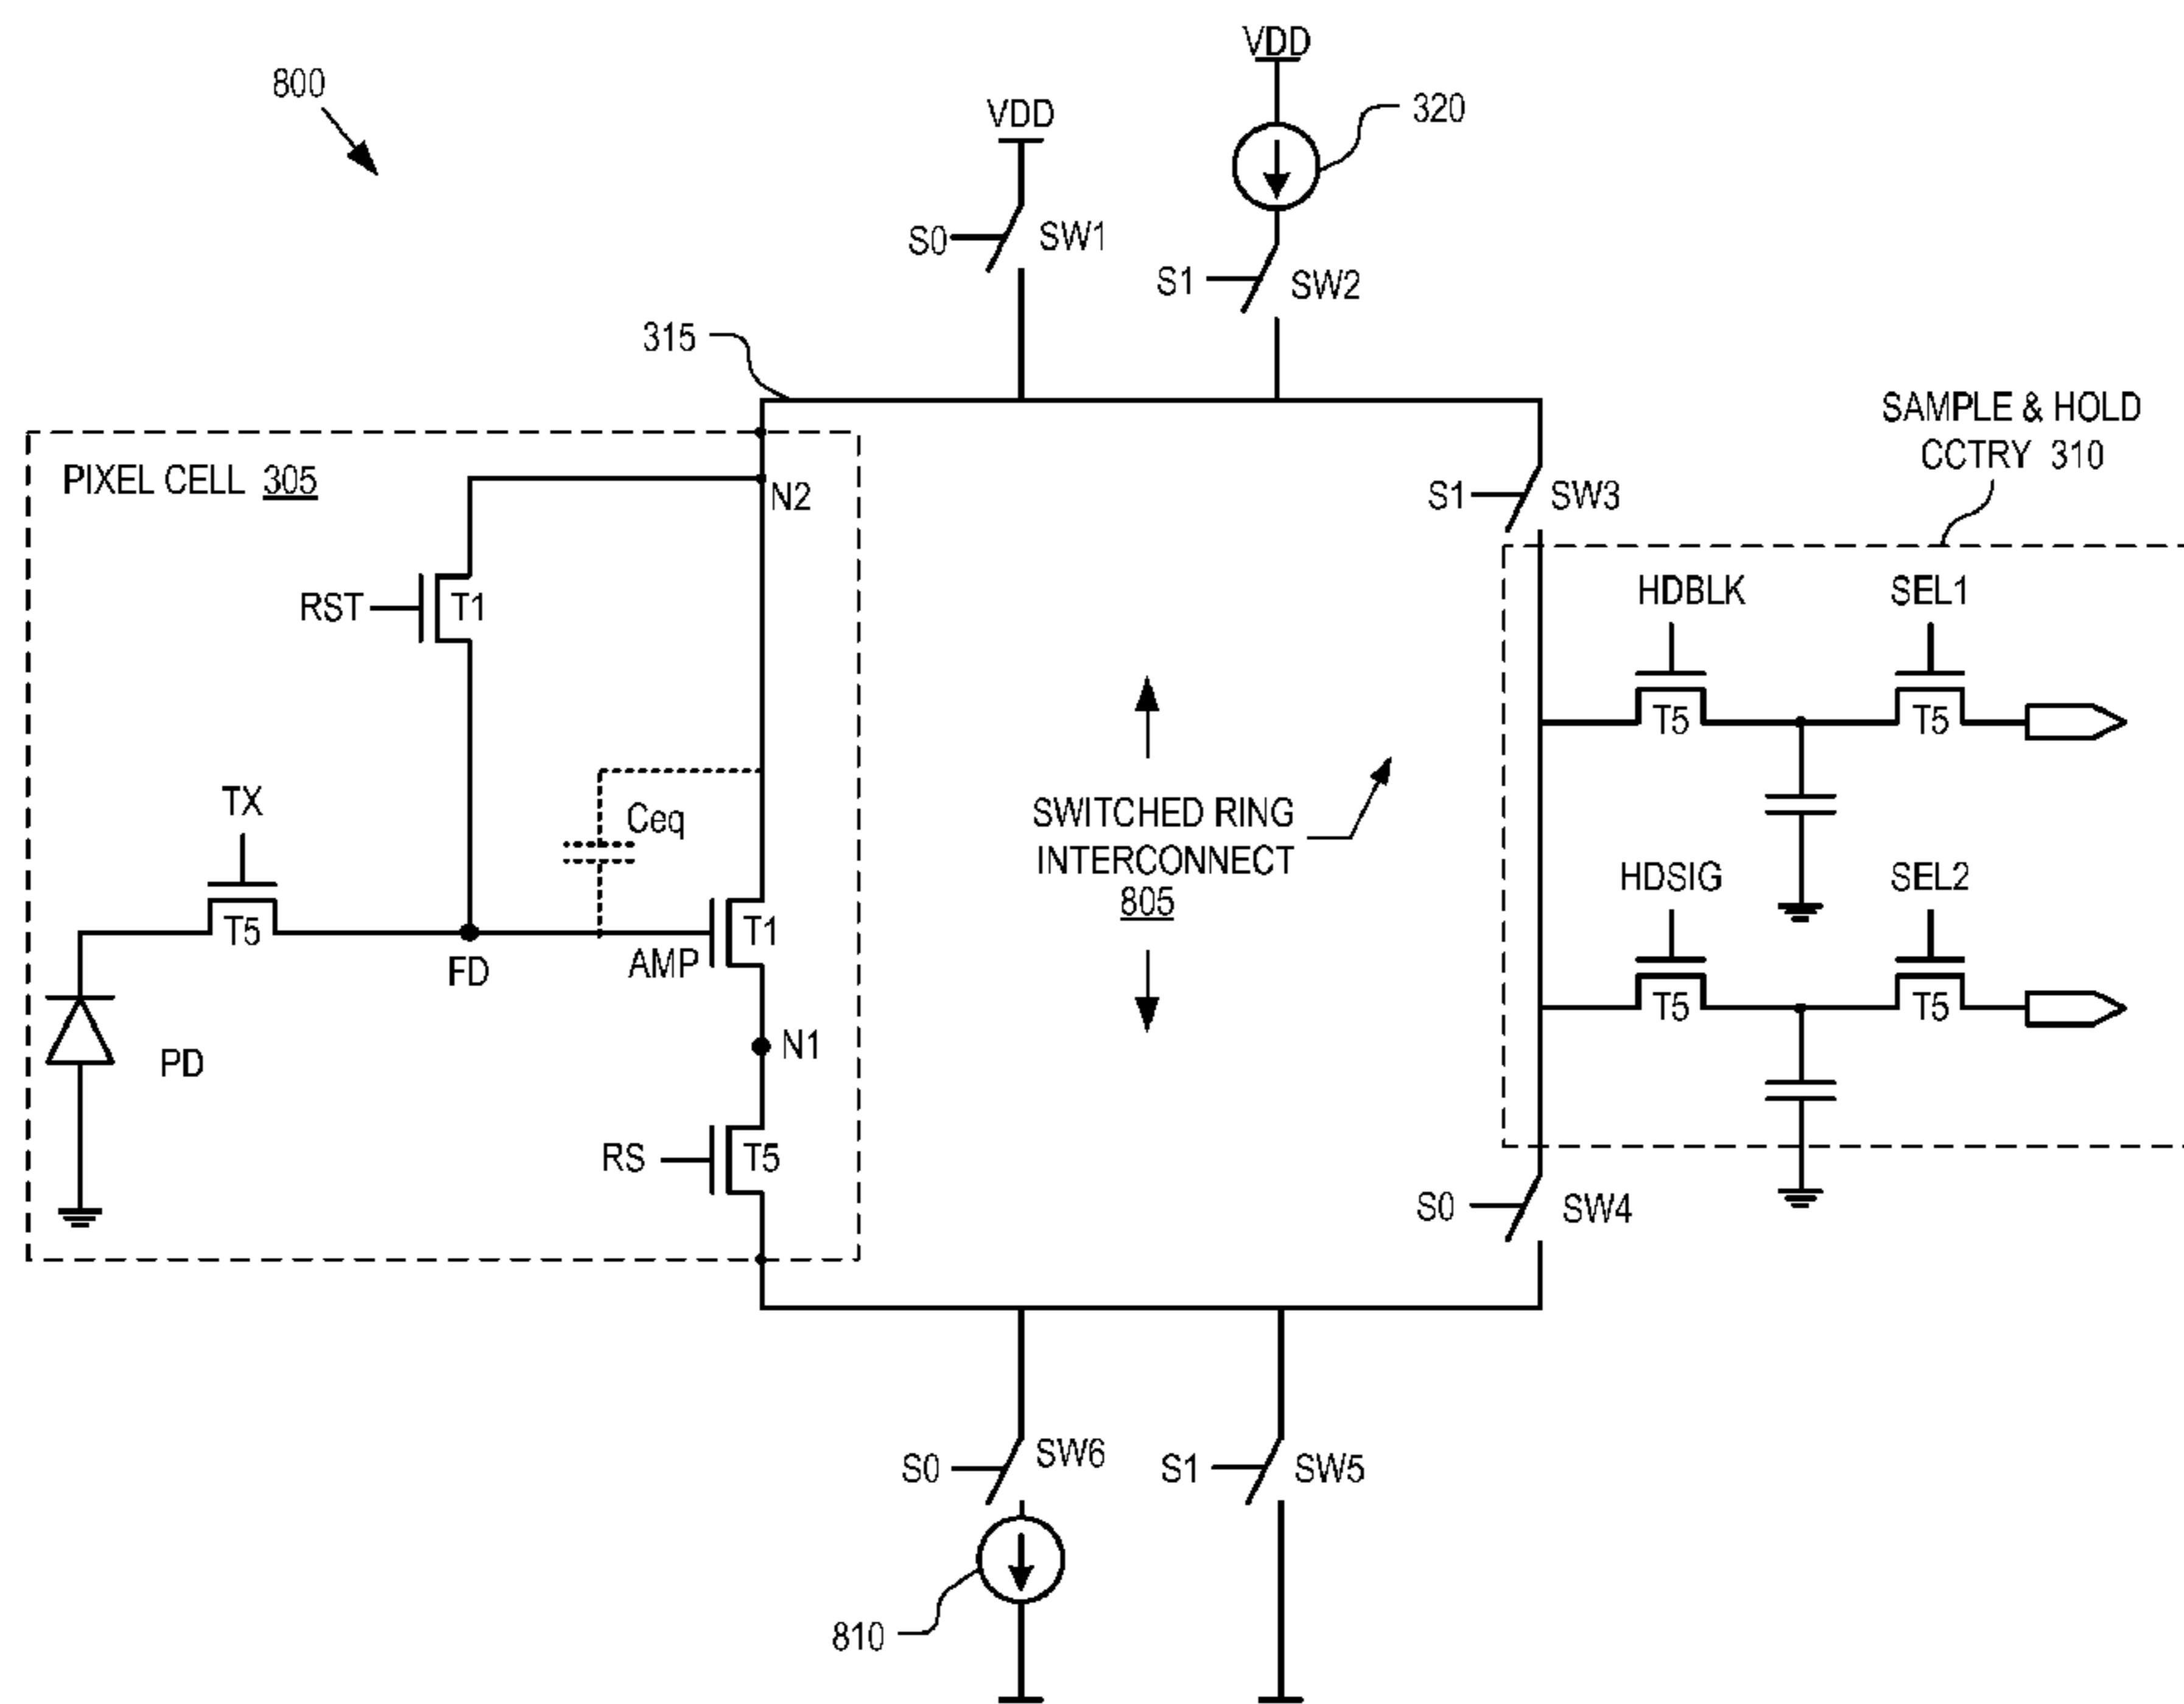 800
VDD
VDD
320
S0
SW1
S1
SW2
315
SAMPLE & HOLD
CCTRY 310
PIXEL CELL 305
N2
S1
SW3
RST
T1
HDBLK
SEL1
T5
T5
TX
Ceq
SWITCHED RING
INTERCONNECT
805
HDSIG
SEL2
T5
T1
AMP
FD
T5
T5
N1
PD
RS
T5
S0
SW4
S0
SW6
S1
SW5
810